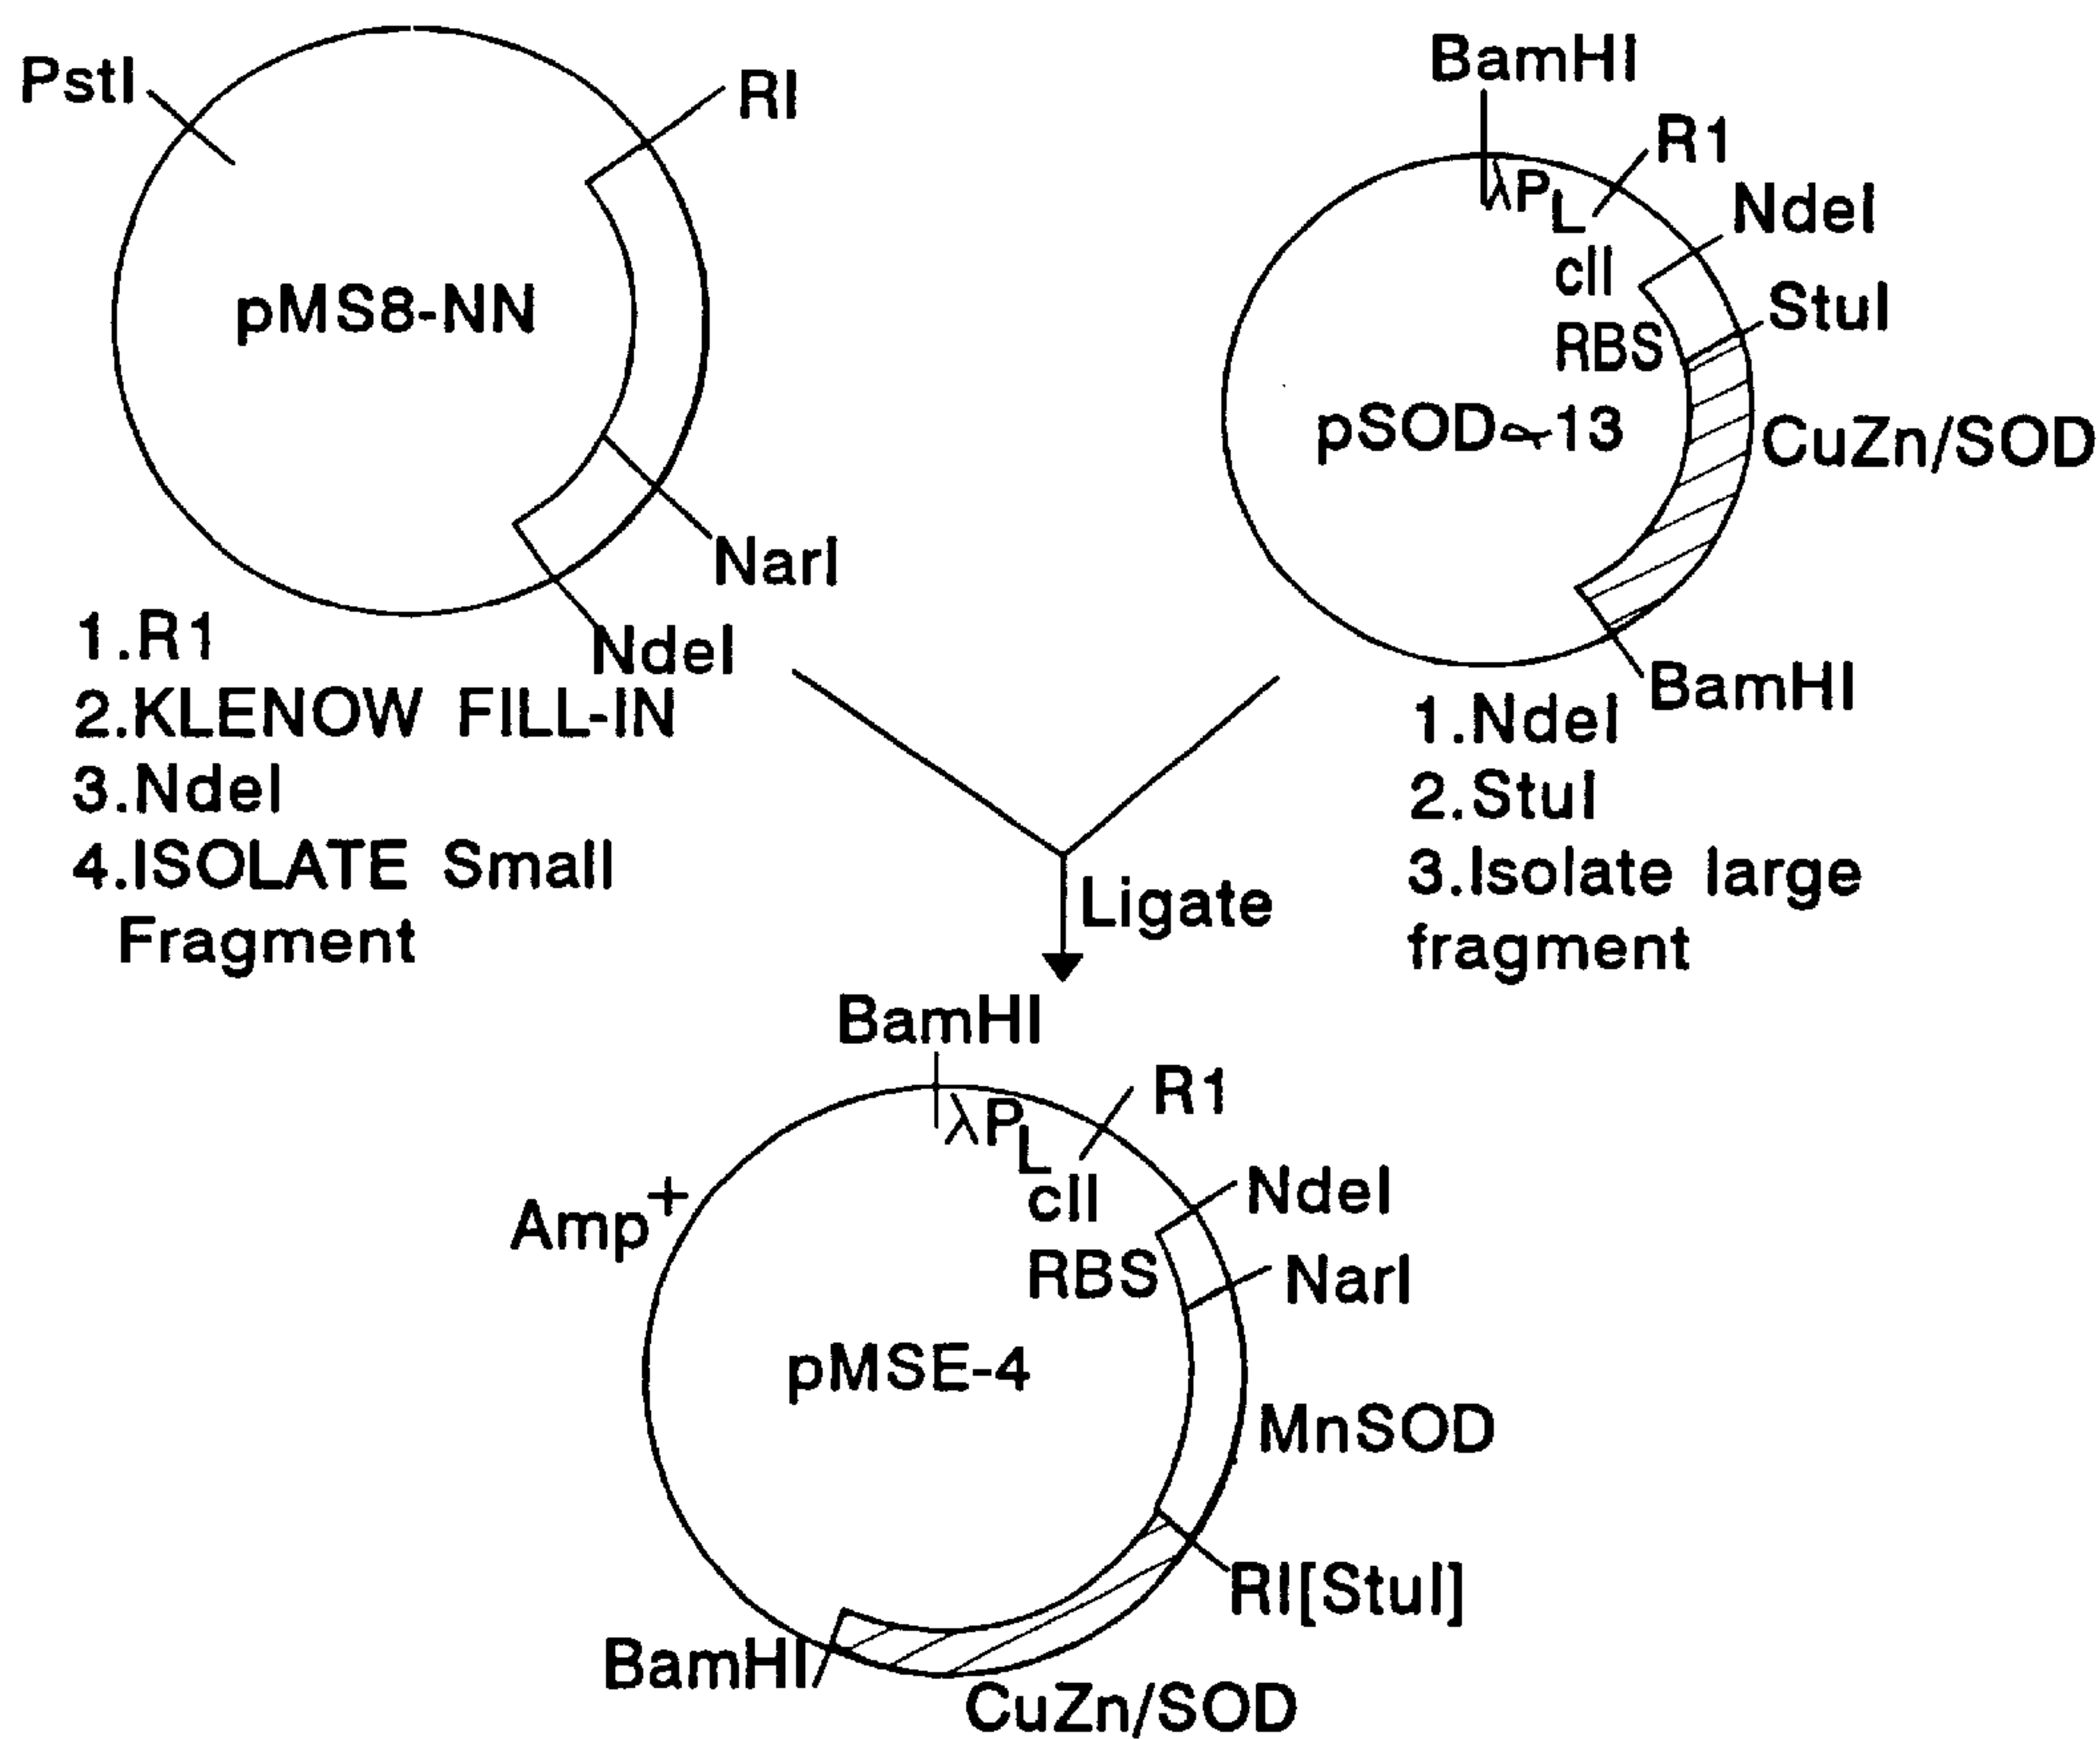 PstI
RI
pMS8-NN
NarI
NdeI
1.R1
2.KLENOW FILL-IN
3.NdeI
4.ISOLATE Small
Fragment
BamHI
R1
λPL
NdeI
cII
StuI
RBS
pSODα13
CuZn/SOD
BamHI
1.NdeI
2.StuI
3.Isolate large
fragment
Ligate
BamHI
R1
λPL
NdeI
cII
Amp+
RBS
NarI
pMSE-4
MnSOD
RI[StuI]
BamHI
CuZn/SOD